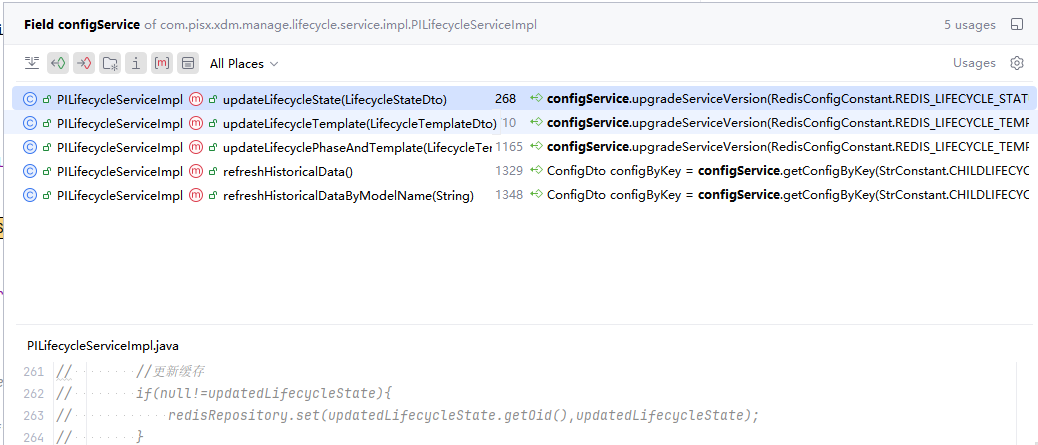 Field configService of com.pisx.xdm.manage.lifecycle.service.impl.PILifecycleServiceImpl 5 usages
All Places Usages
C PILifecycleServiceImpl m updateLifecycleState(LifecycleStateDto) 268 configService.upgradeServiceVersion(RedisConfigConstant.REDIS_LIFECYCLE_STAT
C PILifecycleServiceImpl m updateLifecycleTemplate(LifecycleTemplateDto) 10 configService.upgradeServiceVersion(RedisConfigConstant.REDIS_LIFECYCLE_TEMP
C PILifecycleServiceImpl m updateLifecyclePhaseAndTemplate(LifecycleTer 1165 configService.upgradeServiceVersion(RedisConfigConstant.REDIS_LIFECYCLE_TEMP
C PILifecycleServiceImpl m refreshHistoricalData() 1329 ConfigDto configByKey = configService.getConfigByKey(StrConstant.CHILDLIFECYC
C PILifecycleServiceImpl m refreshHistoricalDataByModelName(String) 1348 ConfigDto configByKey = configService.getConfigByKey(StrConstant.CHILDLIFECYC
PILifecycleServiceImpl.java
261 // //更新缓存
262 // if(null!=updatedLifecycleState){
263 // redisRepository.set(updatedLifecycleState.getOid(),updatedLifecycleState);
264 // }